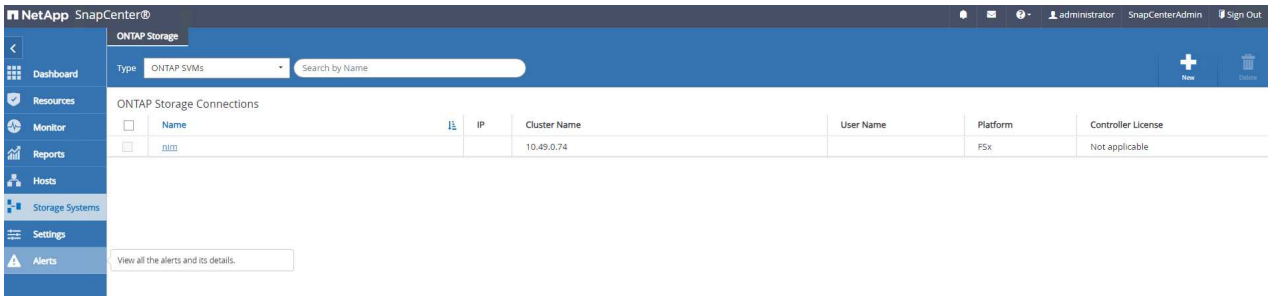 NetApp SnapCenter®
administrator SnapCenterAdmin Sign Out
ONTAP Storage
Type ONTAP SVMs Search by Name
New Delete
Dashboard
Resources
Monitor
Reports
Hosts
Storage Systems
Settings
Alerts
ONTAP Storage Connections
Name IP Cluster Name User Name Platform Controller License
nim 10.49.0.74 FSx Not applicable
View all the alerts and its details.